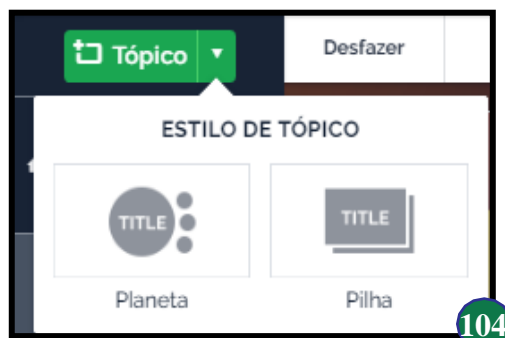 Tópico
Desfazer
ESTILO DE TÓPICO
TITLE
TITLE
Planeta
Pilha
104